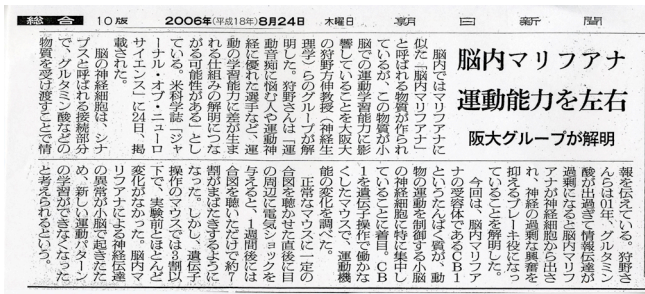 総合 10版 2006年(平成18年)8月24日 木曜日 朝日新聞
脳内マリフアナ
運動能力を左右
阪大グループが解明
脳内ではマリフアナに
似た「脳内マリフアナ」
と呼ばれる物質が作られ
ているが、この物質が小
脳での運動学習能力に影
響していることを大阪大
の狩野方伸教授(神経生
理学)らのグループが解
明した。狩野さんは「運
動音痴に悩む人や運動神
経に優れた選手など、運
動の学習能力に差が生ま
れる仕組みの解明につな
がる可能性がある」とし
ている。米科学誌「ジャ
ーナル・オブ・ニューロ
サイエンス」に24日、掲
載された。
脳の神経細胞は、シナ
プスと呼ばれる接続部分
で、グルタミン酸などの
物質を受け渡すことで情
報を伝えている。狩野さ
んらは01年、グルタミン
酸が出過ぎて情報伝達が
過剰になると脳内マリフ
アナが神経細胞から出さ
れ、神経の過剰な興奮を
抑えるブレーキ役になっ
ていることを解明した。
今回は、脳内マリフア
ナの受容体であるCB1
というたんぱく質が、動
物の運動を制御する小脳
の神経細胞に特に集中し
ていることに着目。CB
1を遺伝子操作で働かな
くしたマウスで、運動機
能の変化を調べた。
正常なマウスに一定の
合図を聴かせた直後に目
の周辺に電気ショックを
与えると、1週間後には
合図を聴いただけで約7
割がまばたきするように
なった。しかし、遺伝子
操作のマウスでは3割以
下で、実験前とほとんど
変化がなかった。脳内マ
リフアナによる神経伝達
の異常が小脳で起きたた
め、新しい運動パターン
の学習ができなくなった
と考えられるという。